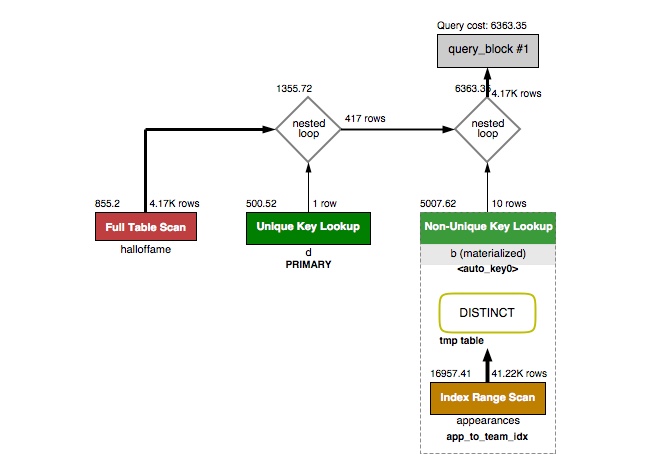 Query cost: 6363.35
query_block #1
1355.72
6363.35
4.17K rows
nested
loop
417 rows
nested
loop
855.2
4.17K rows
500.52
1 row
5007.62
10 rows
Full Table Scan
Unique Key Lookup
Non-Unique Key Lookup
halloffame
d
PRIMARY
b (materialized)
<auto_key0>
DISTINCT
tmp table
16957.41
41.22K rows
Index Range Scan
appearances
app_to_team_idx